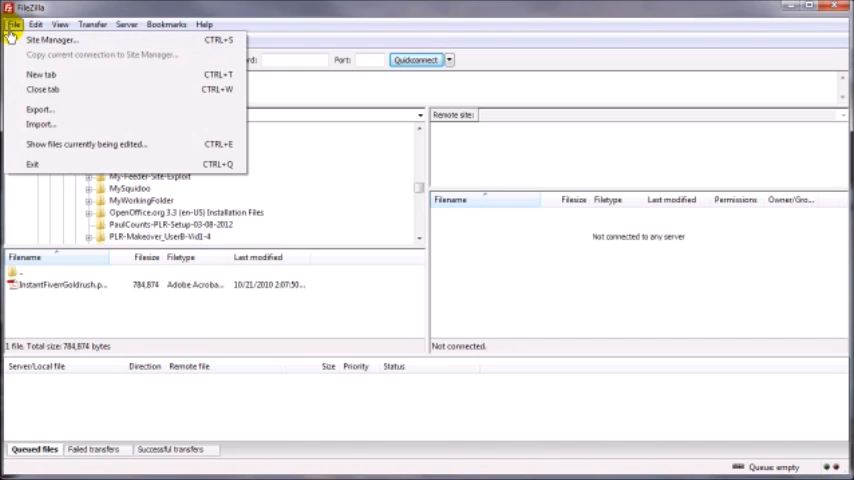 FileZilla
File Edit View Transfer Server Bookmarks Help
Site Manager... CTRL+S
Copy current connection to Site Manager...
New tab CTRL+T
Close tab CTRL+W
Export...
Import...
Show files currently being edited... CTRL+E
Exit CTRL+Q
rd: Port: Quickconnect
Remote site:
My-Feeder-Site-Exploit
MySquidoo
MyWorkingFolder
OpenOffice.org 3.3 (en-US) Installation Files
PaulCounts-PLR-Setup-03-08-2012
PLR-Makeover_UserB-Vid1-4
Filename Filesize Filetype Last modified Permissions Owner/Gro...
Not connected to any server
Filename Filesize Filetype Last modified
..
InstantFiverrGoldrush.p... 784,874 Adobe Acroba... 10/21/2010 2:07:50...
1 file. Total size: 784,874 bytes
Not connected.
Server/Local file Direction Remote file Size Priority Status
Queued files Failed transfers Successful transfers
Queue: empty